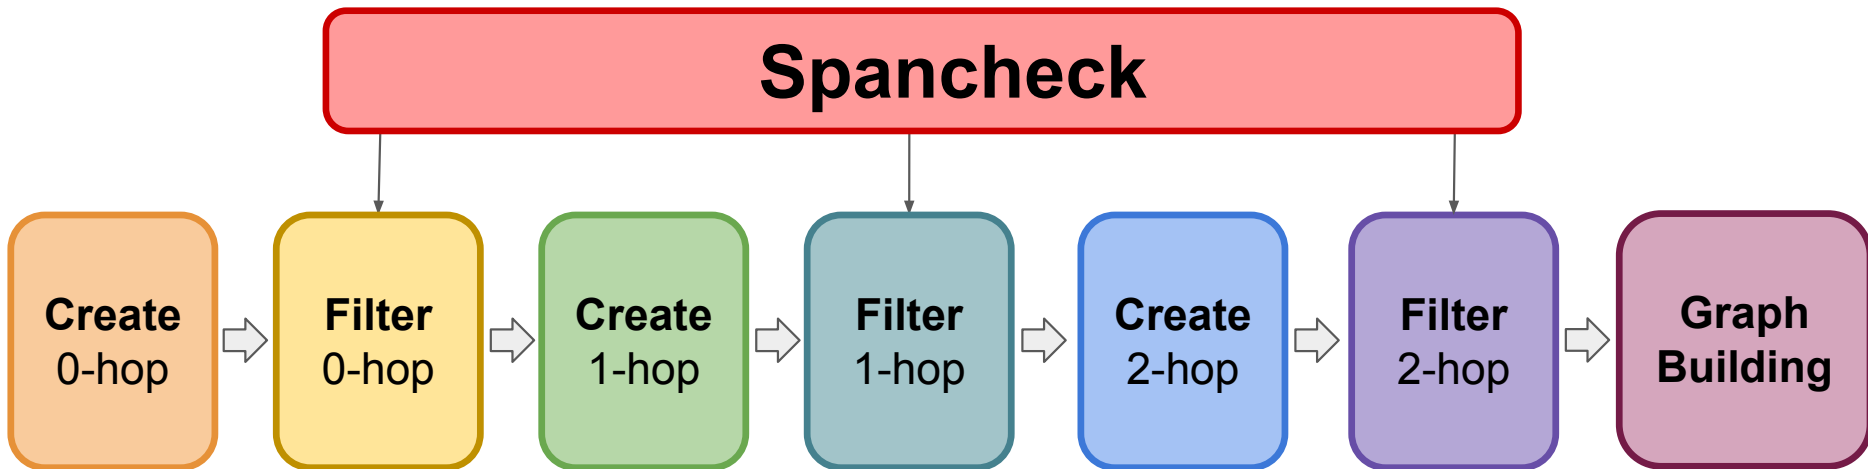 Spancheck
Create
0-hop
Filter
0-hop
Create
1-hop
Filter
1-hop
Create
2-hop
Filter
2-hop
Graph
Building